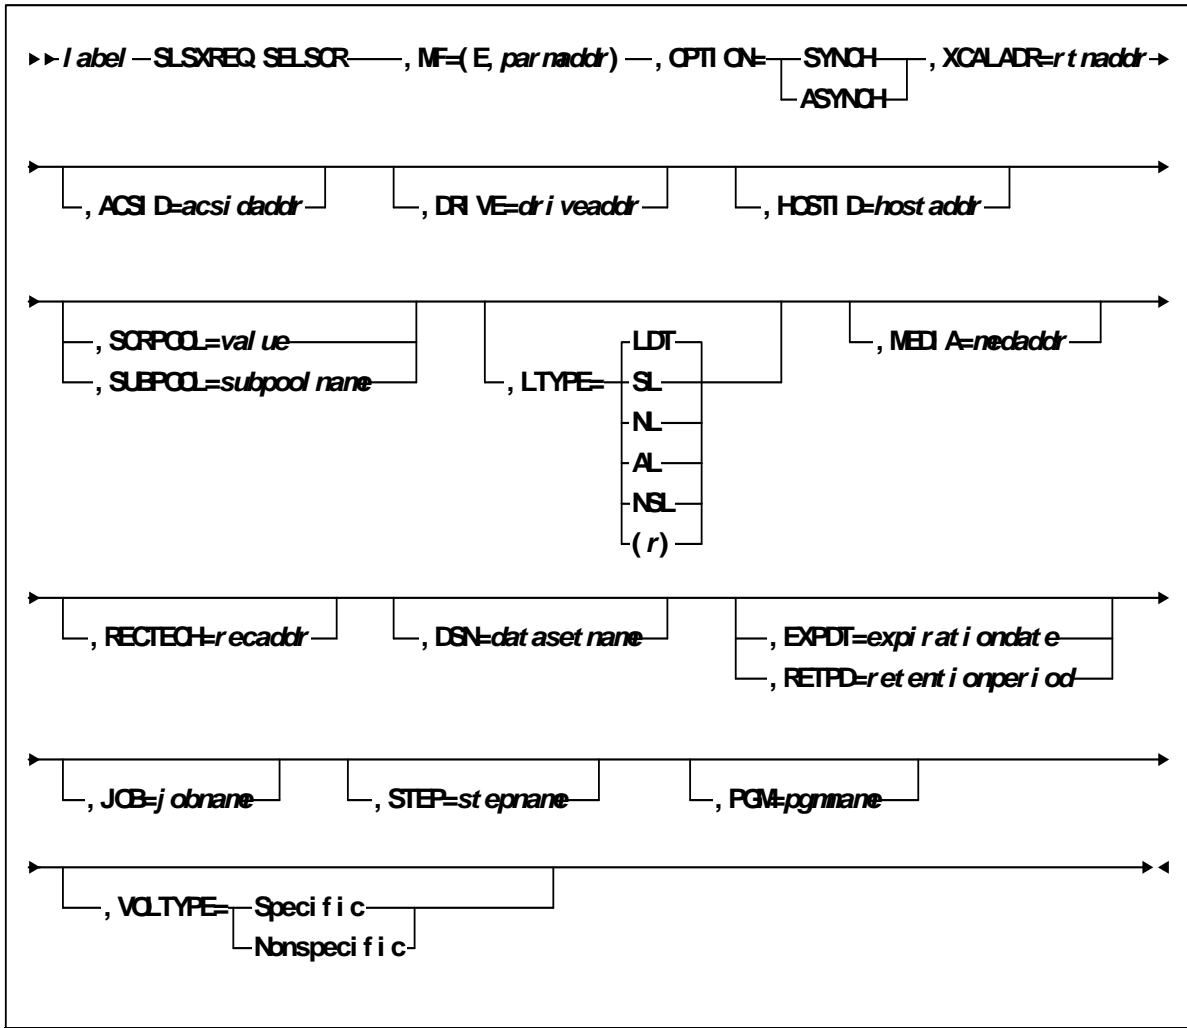 label SLSXREQ SELSCR , MF=(E, parmaddr) , OPTION= SYNCH , XCALADR=rtnaddr
ASYNCH
, ACSID=acsidaddr , DRIVE=driveaddr , HOSTID=hostaddr
, SCRPOOL=value
, SUBPOOL=subpoolname
, LTYPE=
LDT
SL
NL
AL
NSL
(r)
, MEDIA=medaddr
, RECTECH=recaddr , DSN=datasetname , EXPDT=expirationdate
, RETPD=retentionperiod
, JOB=jobname , STEP=stepname , PGM=pgmname
, VOLTYPE= Specific
Nonspecific